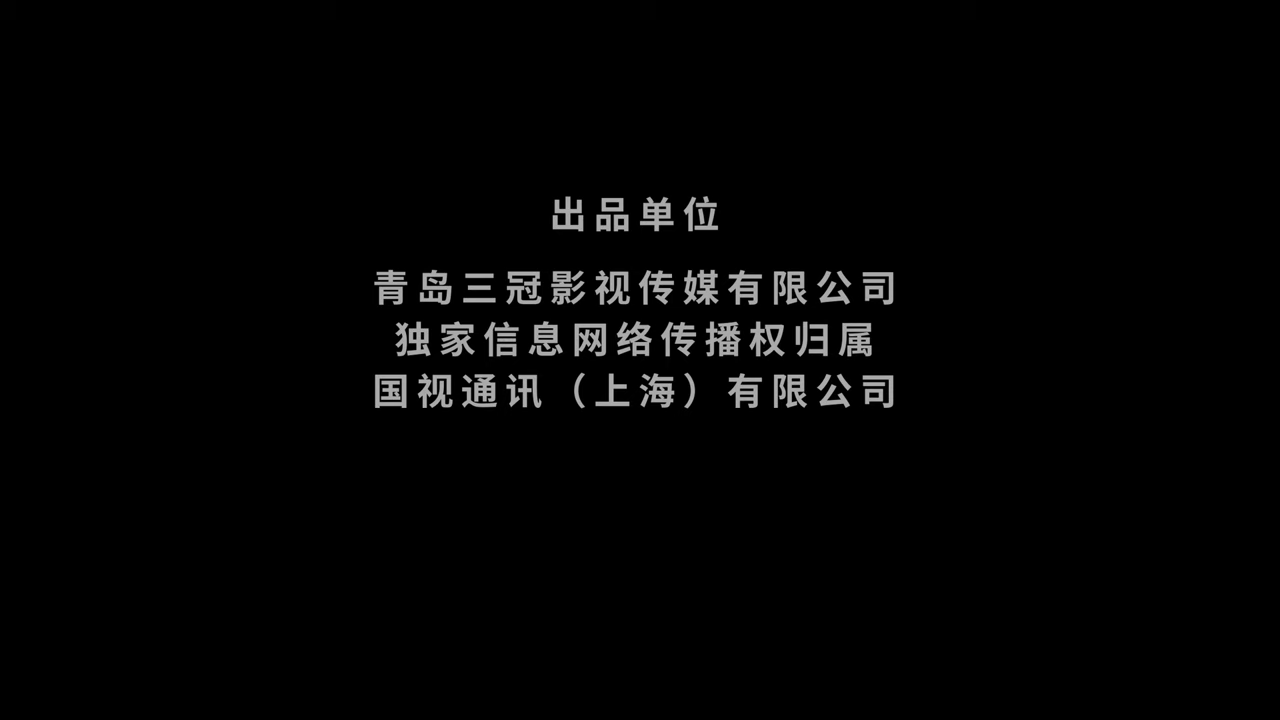 出品单位
青岛三冠影视传媒有限公司
独家信息网络传播权归属
国视通讯（上海）有限公司